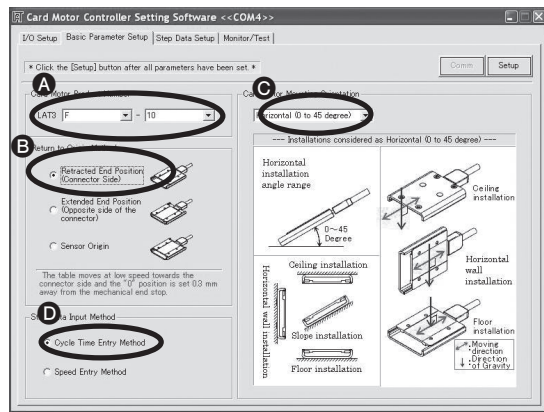 Card Motor Controller Setting Software <<COM4>>
I/O Setup
Basic Parameter Setup
Step Data Setup
Monitor/Test
* Click the [Setup] button after all parameters have been set. *
Comm
Setup
A
LAT3
F
-
10
B
Return to
Retracted End Position
(Connector Side)
Extended End Position
(Opposite side of the
connector)
Sensor Origin
The table moves at low speed towards the
connector side and the "0" position is set 0.3 mm
away from the mechanical end stop.
D
Input Method
Cycle Time Entry Method
Speed Entry Method
C
Horizontal (0 to 45 degree)
--- Installations considered as Horizontal (0 to 45 degree) ---
Horizontal
installation
angle range
0~45
Degree
Ceiling
installation
Horizontal
wall
installation
Floor
installation
Moving
direction
Direction
of Gravity
Horizontal wall installation
Ceiling installation
Slope installation
Floor installation